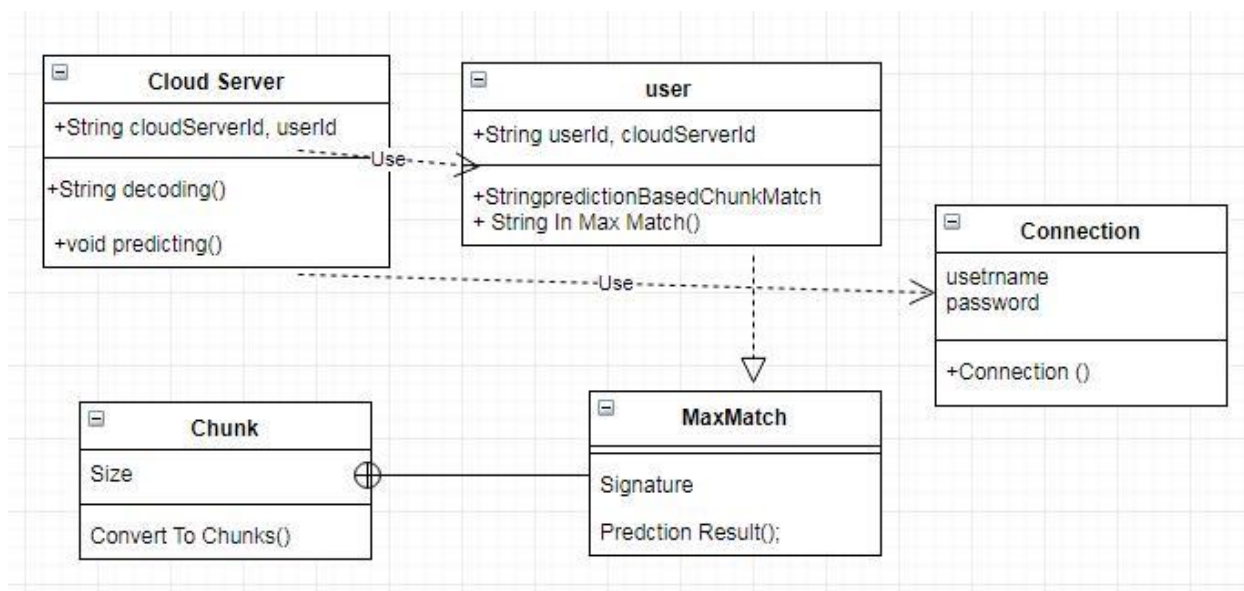 Cloud Server
+String cloudServerId, userId
+String decoding()
+void predicting()
Use
user
+String userId, cloudServerId
+StringpredictionBasedChunkMatch
+ String In Max Match()
Use
Connection
usetrname
password
+Connection ()
Chunk
Size
Convert To Chunks()
MaxMatch
Signature
Predction Result();